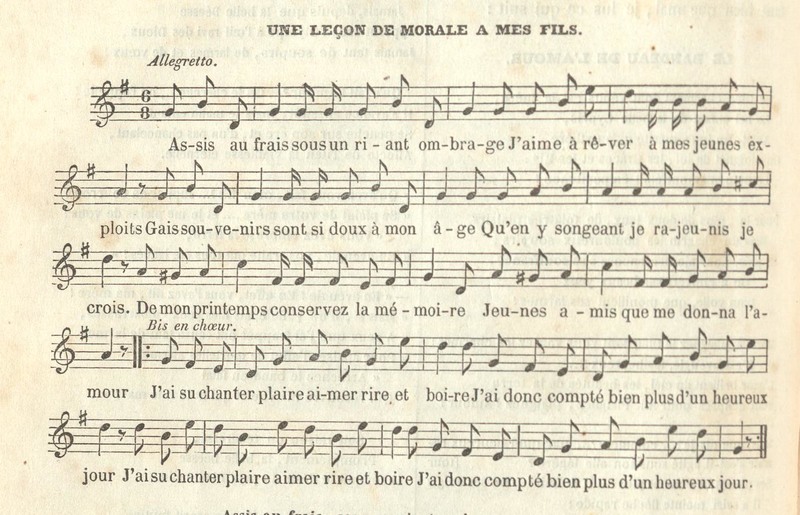 UNE LEÇON DE MORALE A MES FILS.
Allegretto.
6
8
As-sis au frais sous un ri - ant om-bra-ge J'aime à rê-ver à mes jeunes ex-
ploits Gais sou-ve-nirs sont si doux à mon â - ge Qu'en y songeant je ra-jeu-nis je
crois. De mon printemps conservez la mé - moi-re Jeu-nes a - mis que me don-na l'a-
Bis en chœur.
mour J'ai su chanter plaire ai-mer rire et boi-re J'ai donc compté bien plus d'un heureux
jour J'ai su chanter plaire aimer rire et boire J'ai donc compté bien plus d'un heureux jour.